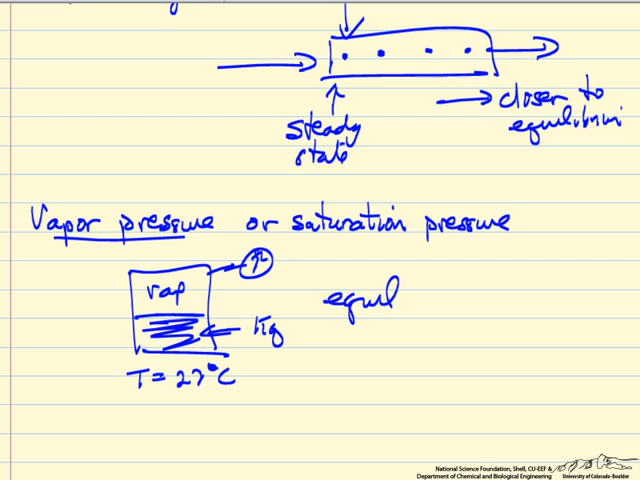 closer to
equilibrium
steady
state
Vapor pressure or saturation pressure
vap
equil
liq
T = 27°C
National Science Foundation, Shell, CU-EEF &
Department of Chemical and Biological Engineering
University of Colorado-Boulder